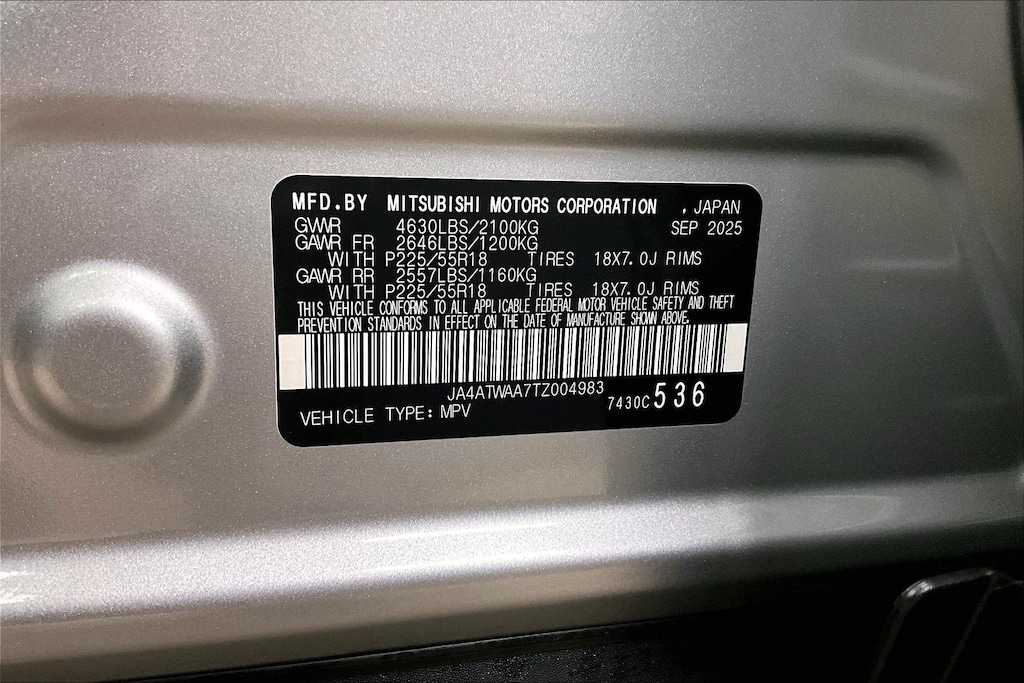 MFD.BY MITSUBISHI MOTORS CORPORATION , JAPAN
GVWR 4630LBS/2100KG SEP 2025
GAWR FR 2646LBS/1200KG
WITH P225/55R18 TIRES 18X7.0J RIMS
GAWR RR 2557LBS/1160KG
WITH P225/55R18 TIRES 18X7.0J RIMS
THIS VEHICLE CONFORMS TO ALL APPLICABLE FEDERAL MOTOR VEHICLE SAFETY AND THEFT
PREVENTION STANDARDS IN EFFECT ON THE DATE OF MANUFACTURE SHOWN ABOVE.
JA4ATWAA7TZ004983
VEHICLE TYPE: MPV 7430C 536